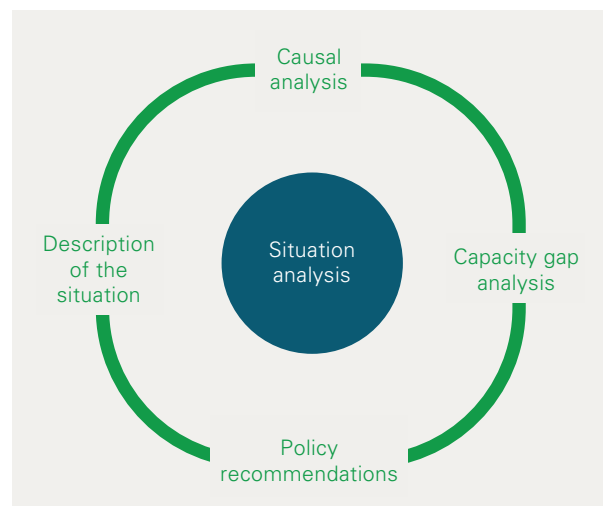 Causal
analysis
Description
of the
situation
Situation
analysis
Capacity gap
analysis
Policy
recommendations